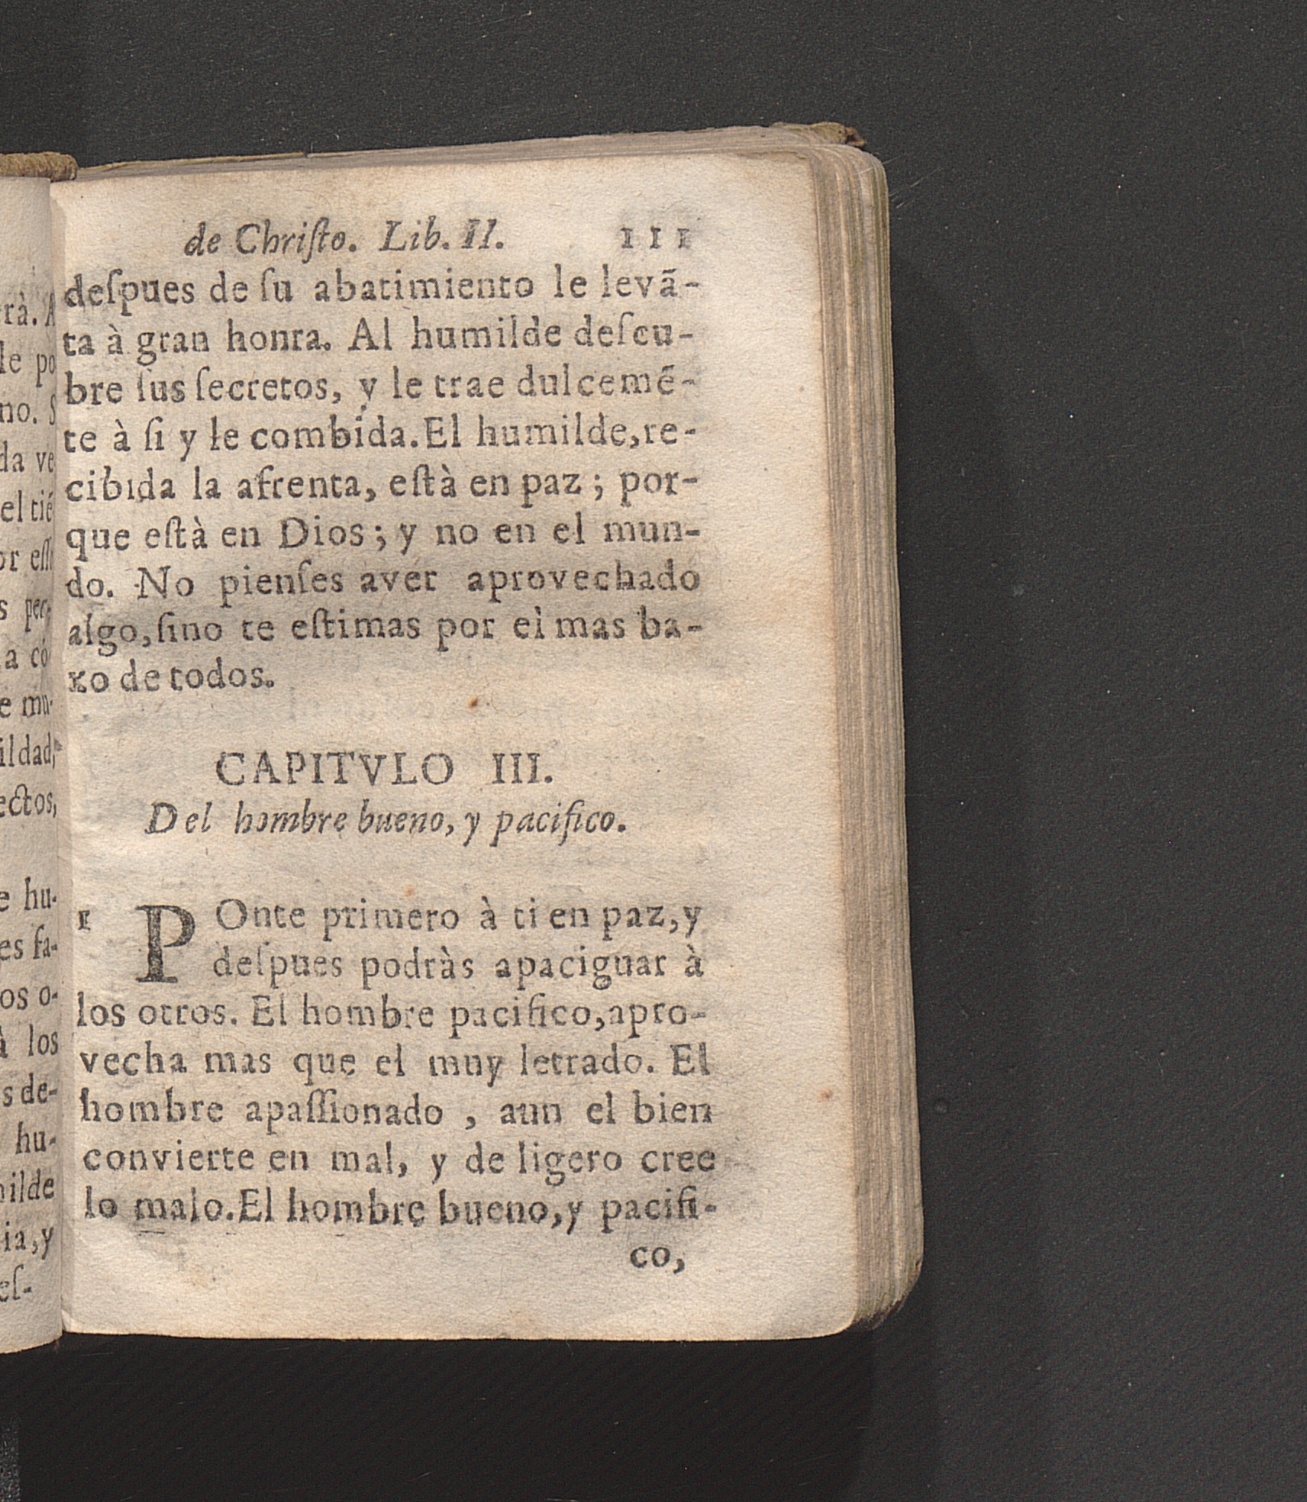 de Chriſto. Lib. II. 111
deſpues de ſu abatimiento le levã-
ta à gran honra. Al humilde deſcu-
bre ſus ſecretos, y le trae dulcemẽ-
te à ſi y le combida. El humilde, re-
cibida la afrenta, eſtà en paz; por-
que eſtà en Dios; y no en el mun-
do. No pienſes aver aprovechado
algo, ſino te eſtimas por el mas ba-
xo de todos.
CAPITVLO III.
Del hombre bueno, y pacifico.
1 POnte primero à ti en paz, y
deſpues podràs apaciguar à
los otros. El hombre pacifico, apro-
vecha mas que el muy letrado. El
hombre apaſſionado , aun el bien
convierte en mal, y de ligero cree
lo malo. El hombre bueno, y pacifi-
co,